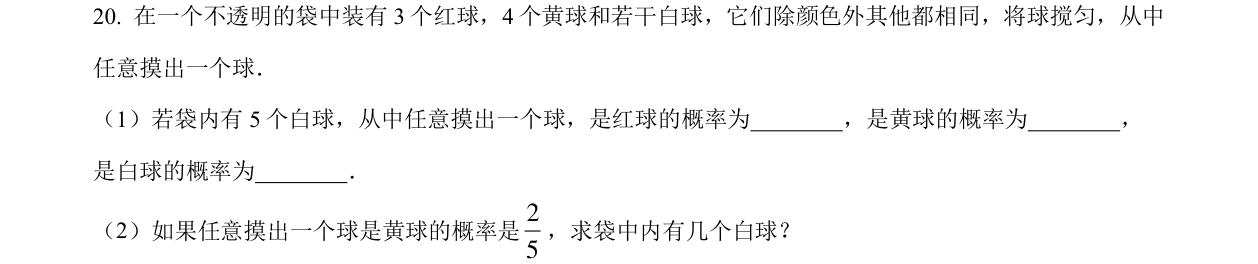 20. 在一个不透明的袋中装有 3 个红球，4 个黄球和若干白球，它们除颜色外其他都相同，将球搅匀，从中
任意摸出一个球．
（1）若袋内有 5 个白球，从中任意摸出一个球，是红球的概率为________，是黄球的概率为________，
是白球的概率为________．
（2）如果任意摸出一个球是黄球的概率是 2/5，求袋中内有几个白球？